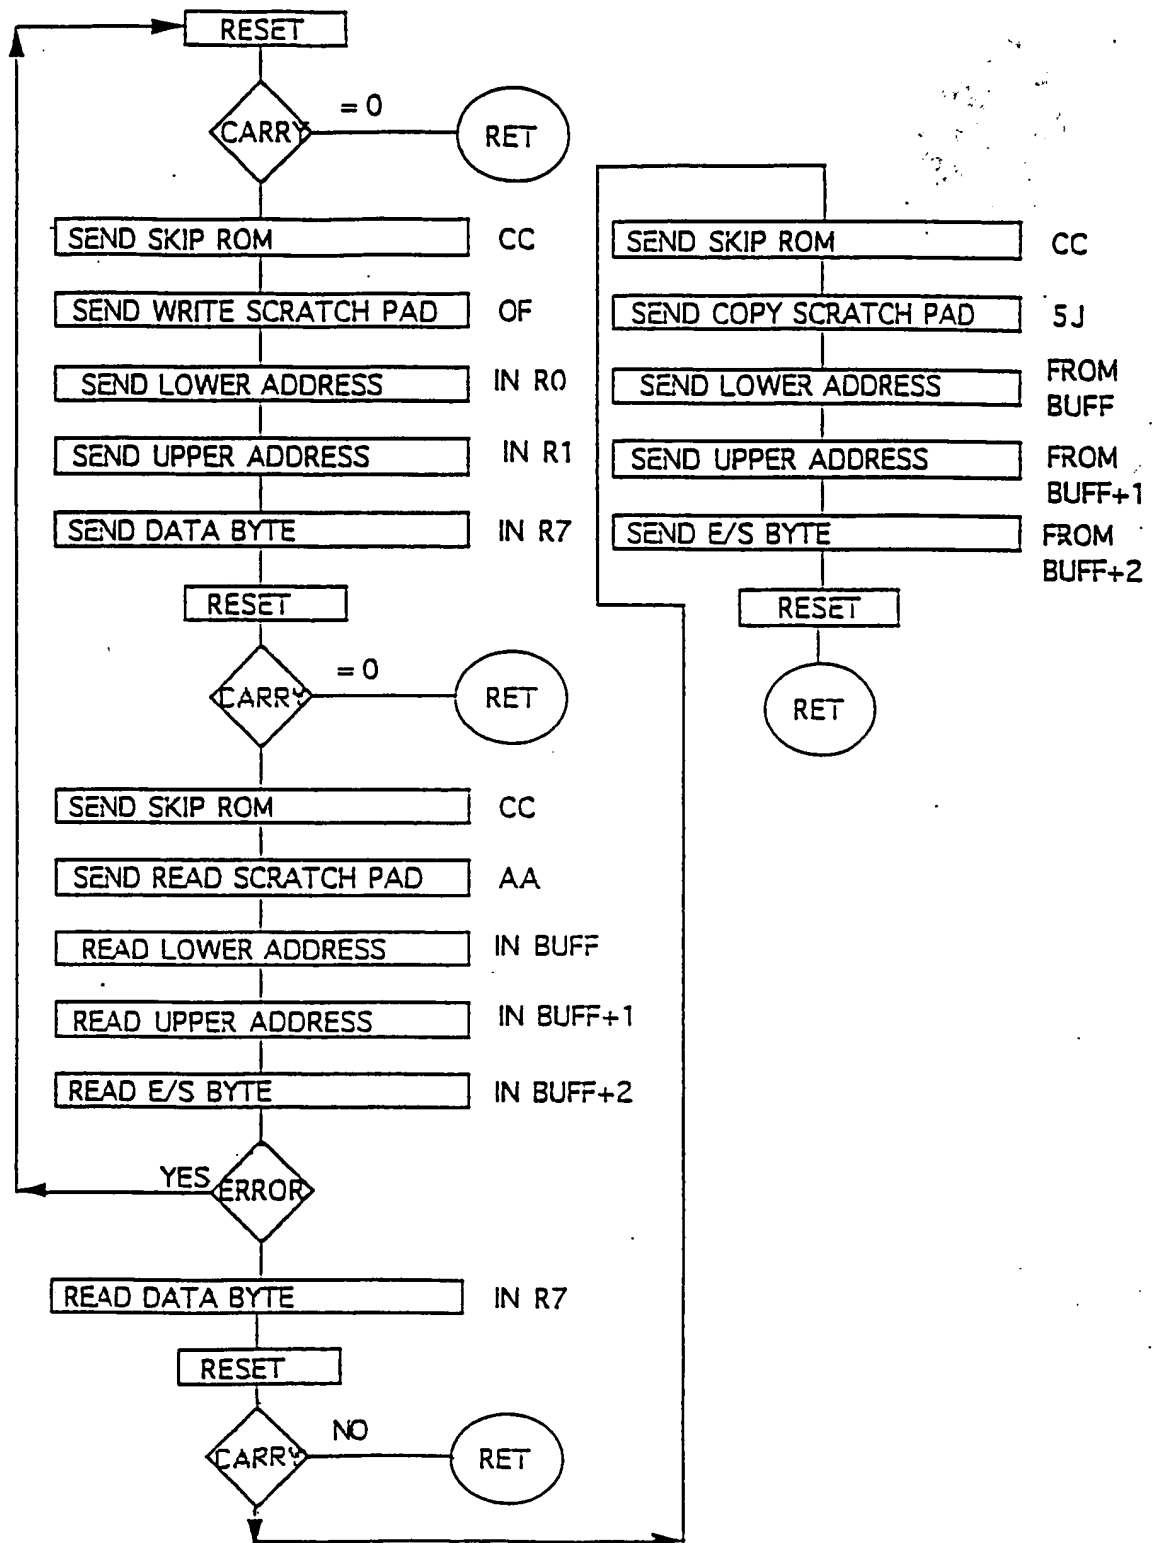 RESET
CARRY
= 0
RET
SEND SKIP ROM
CC
SEND WRITE SCRATCH PAD
OF
SEND LOWER ADDRESS
IN R0
SEND UPPER ADDRESS
IN R1
SEND DATA BYTE
IN R7
RESET
CARRY
= 0
RET
SEND SKIP ROM
CC
SEND READ SCRATCH PAD
AA
READ LOWER ADDRESS
IN BUFF
READ UPPER ADDRESS
IN BUFF+1
READ E/S BYTE
IN BUFF+2
ERROR
YES
READ DATA BYTE
IN R7
RESET
CARRY
NO
RET
SEND SKIP ROM
CC
SEND COPY SCRATCH PAD
5J
SEND LOWER ADDRESS
FROM
BUFF
SEND UPPER ADDRESS
FROM
BUFF+1
SEND E/S BYTE
FROM
BUFF+2
RESET
RET